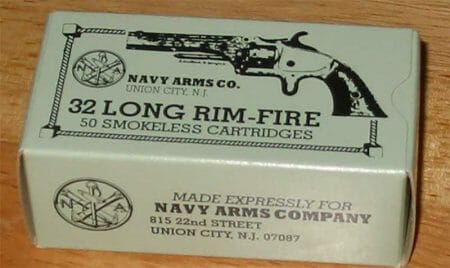 NAVY ARMS CO.
UNION CITY, N.J.
32 LONG RIM-FIRE
50 SMOKELESS CARTRIDGES
MADE EXPRESSLY FOR
NAVY ARMS COMPANY
815 22nd STREET
UNION CITY, N.J. 07087